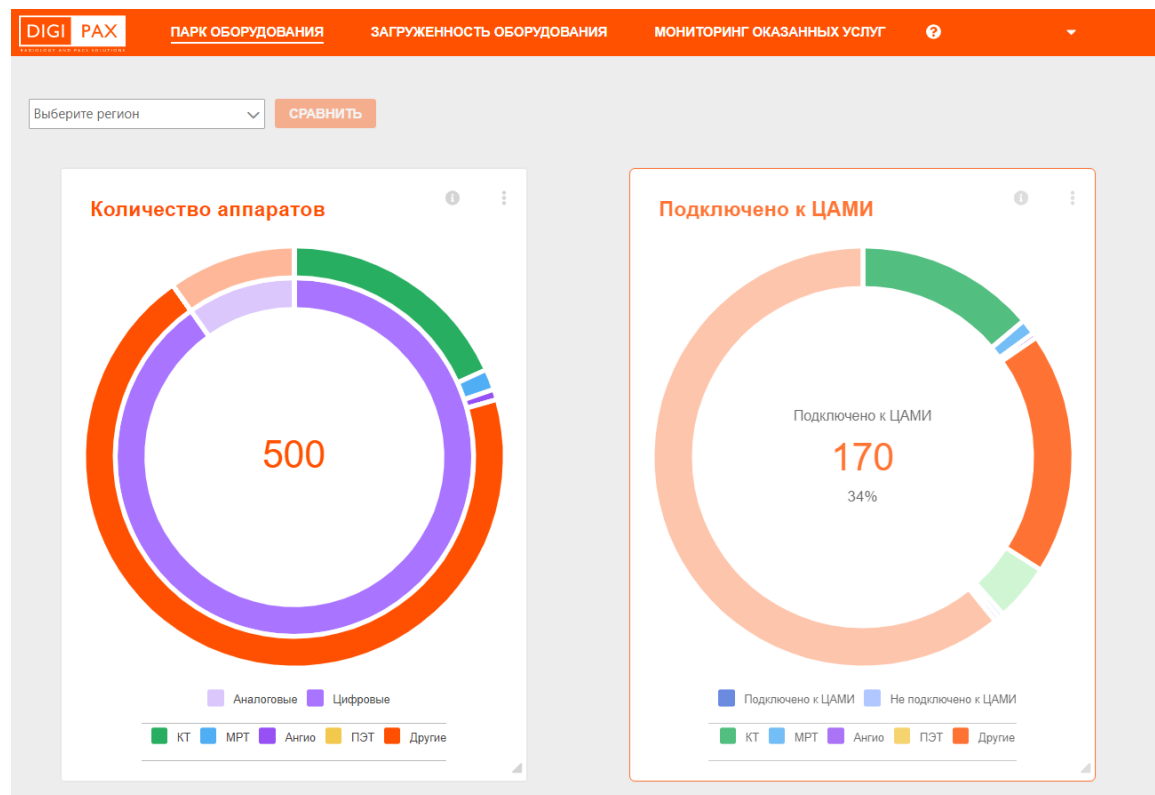 DIGI PAX
RADIOLOGY AND PACS SOLUTIONS
ПАРК ОБОРУДОВАНИЯ
ЗАГРУЖЕННОСТЬ ОБОРУДОВАНИЯ
МОНИТОРИНГ ОКАЗАННЫХ УСЛУГ
?
Выберите регион
СРАВНИТЬ
Количество аппаратов
500
Аналоговые Цифровые
КТ МРТ Ангио ПЭТ Другие
Подключено к ЦАМИ
Подключено к ЦАМИ
170
34%
Подключено к ЦАМИ Не подключено к ЦАМИ
КТ МРТ Ангио ПЭТ Другие